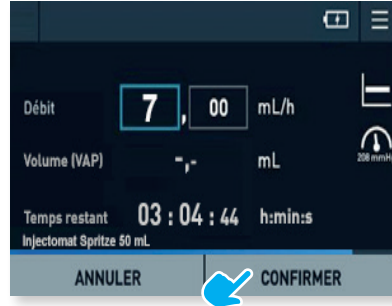 Débit 7 , 00 mL/h
Volume (VAP) -,- mL
208 mmHg
Temps restant 03 : 04 : 44 h:min:s
Injectomat Spritze 50 mL
ANNULER CONFIRMER